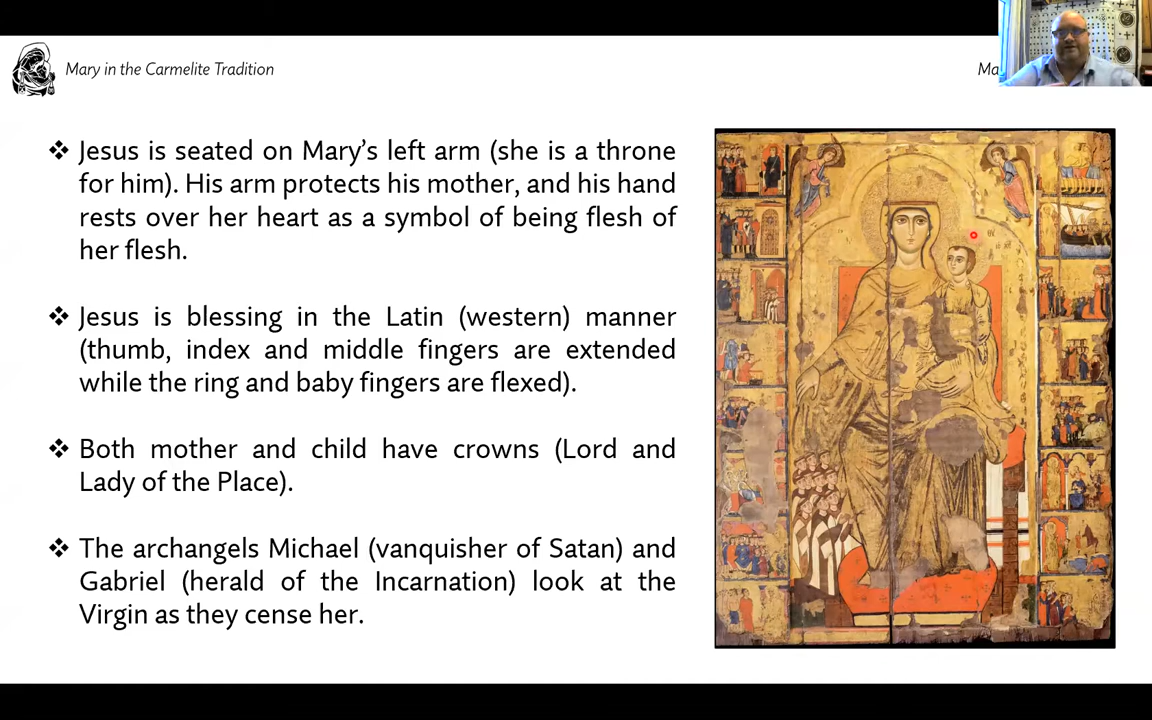 Mary in the Carmelite Tradition
Ma
❖ Jesus is seated on Mary’s left arm (she is a throne
for him). His arm protects his mother, and his hand
rests over her heart as a symbol of being flesh of
her flesh.
❖ Jesus is blessing in the Latin (western) manner
(thumb, index and middle fingers are extended
while the ring and baby fingers are flexed).
❖ Both mother and child have crowns (Lord and
Lady of the Place).
❖ The archangels Michael (vanquisher of Satan) and
Gabriel (herald of the Incarnation) look at the
Virgin as they cense her.